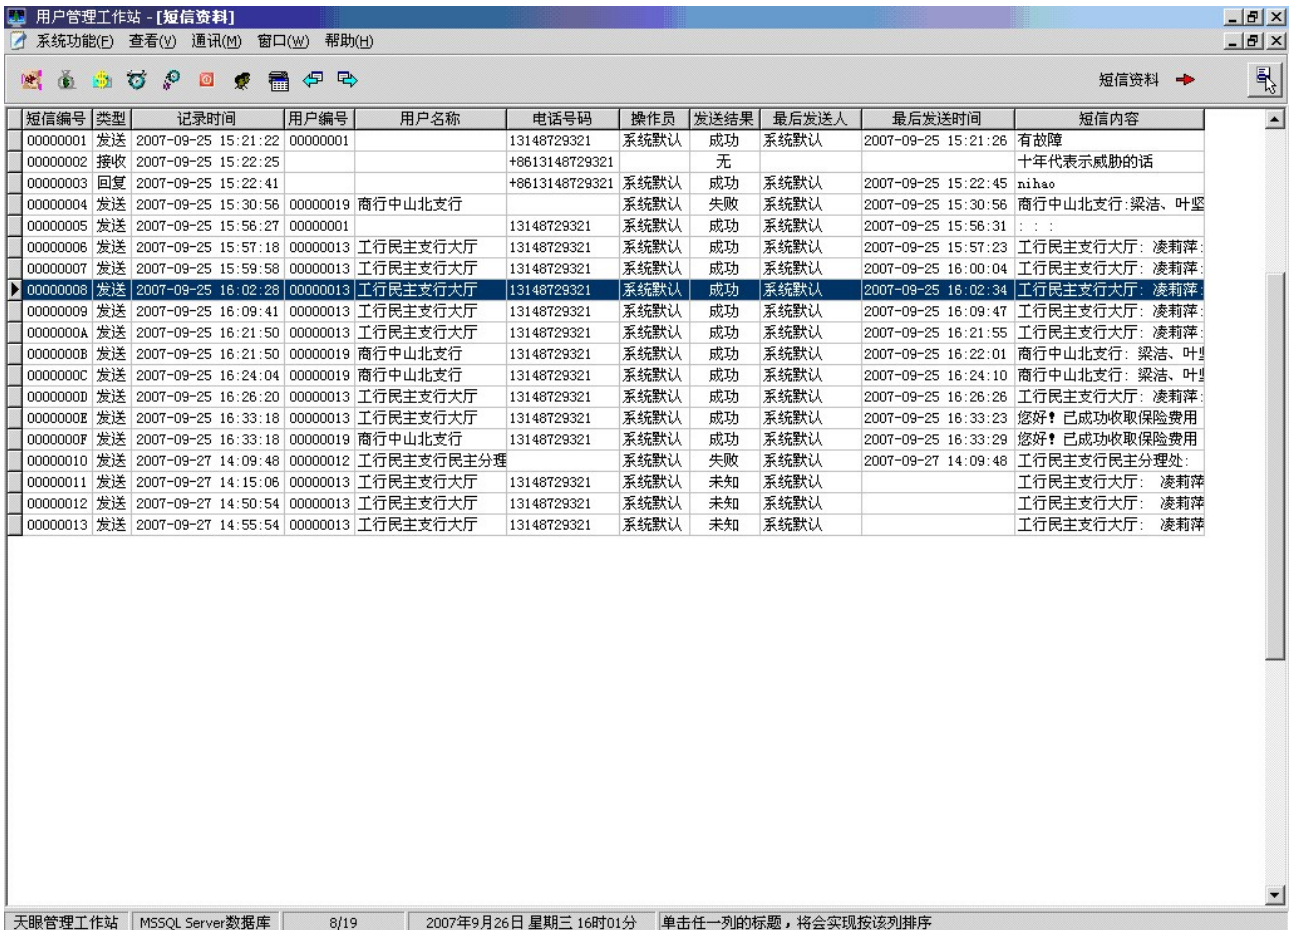 用户管理工作站 - [短信资料]
系统功能(F) 查看(V) 通讯(M) 窗口(W) 帮助(H)
短信资料
短信编号 类型 记录时间 用户编号 用户名称 电话号码 操作员 发送结果 最后发送人 最后发送时间 短信内容
00000001 发送 2007-09-25 15:21:22 00000001 13148729321 系统默认 成功 系统默认 2007-09-25 15:21:26 有故障
00000002 接收 2007-09-25 15:22:25 +8613148729321 无 十年代表示威胁的话
00000003 回复 2007-09-25 15:22:41 +8613148729321 系统默认 成功 系统默认 2007-09-25 15:22:45 nihao
00000004 发送 2007-09-25 15:30:56 00000019 商行中山北支行 系统默认 失败 系统默认 2007-09-25 15:30:56 商行中山北支行:梁洁、叶坚
00000005 发送 2007-09-25 15:56:27 00000001 13148729321 系统默认 成功 系统默认 2007-09-25 15:56:31 : : :
00000006 发送 2007-09-25 15:57:18 00000013 工行民主支行大厅 13148729321 系统默认 成功 系统默认 2007-09-25 15:57:23 工行民主支行大厅: 凌莉萍:
00000007 发送 2007-09-25 15:59:58 00000013 工行民主支行大厅 13148729321 系统默认 成功 系统默认 2007-09-25 16:00:04 工行民主支行大厅: 凌莉萍:
00000008 发送 2007-09-25 16:02:28 00000013 工行民主支行大厅 13148729321 系统默认 成功 系统默认 2007-09-25 16:02:34 工行民主支行大厅: 凌莉萍:
00000009 发送 2007-09-25 16:09:41 00000013 工行民主支行大厅 13148729321 系统默认 成功 系统默认 2007-09-25 16:09:47 工行民主支行大厅: 凌莉萍:
0000000A 发送 2007-09-25 16:21:50 00000013 工行民主支行大厅 13148729321 系统默认 成功 系统默认 2007-09-25 16:21:55 工行民主支行大厅: 凌莉萍:
0000000B 发送 2007-09-25 16:21:50 00000019 商行中山北支行 13148729321 系统默认 成功 系统默认 2007-09-25 16:22:01 商行中山北支行: 梁洁、叶
0000000C 发送 2007-09-25 16:24:04 00000019 商行中山北支行 13148729321 系统默认 成功 系统默认 2007-09-25 16:24:10 商行中山北支行: 梁洁、叶
0000000D 发送 2007-09-25 16:26:20 00000013 工行民主支行大厅 13148729321 系统默认 成功 系统默认 2007-09-25 16:26:26 工行民主支行大厅: 凌莉萍:
0000000E 发送 2007-09-25 16:33:18 00000013 工行民主支行大厅 13148729321 系统默认 成功 系统默认 2007-09-25 16:33:23 您好!已成功收取保险费用
0000000F 发送 2007-09-25 16:33:18 00000019 商行中山北支行 13148729321 系统默认 成功 系统默认 2007-09-25 16:33:29 您好!已成功收取保险费用
00000010 发送 2007-09-27 14:09:48 00000012 工行民主支行民主分理 系统默认 失败 系统默认 2007-09-27 14:09:48 工行民主支行民主分理处:
00000011 发送 2007-09-27 14:15:06 00000013 工行民主支行大厅 13148729321 系统默认 未知 系统默认 工行民主支行大厅: 凌莉萍
00000012 发送 2007-09-27 14:50:54 00000013 工行民主支行大厅 13148729321 系统默认 未知 系统默认 工行民主支行大厅: 凌莉萍
00000013 发送 2007-09-27 14:55:54 00000013 工行民主支行大厅 13148729321 系统默认 未知 系统默认 工行民主支行大厅: 凌莉萍
天眼管理工作站 MSSQL Server数据库 8/19 2007年9月26日 星期三 16时01分 单击任一列的标题,将会实现按该列排序